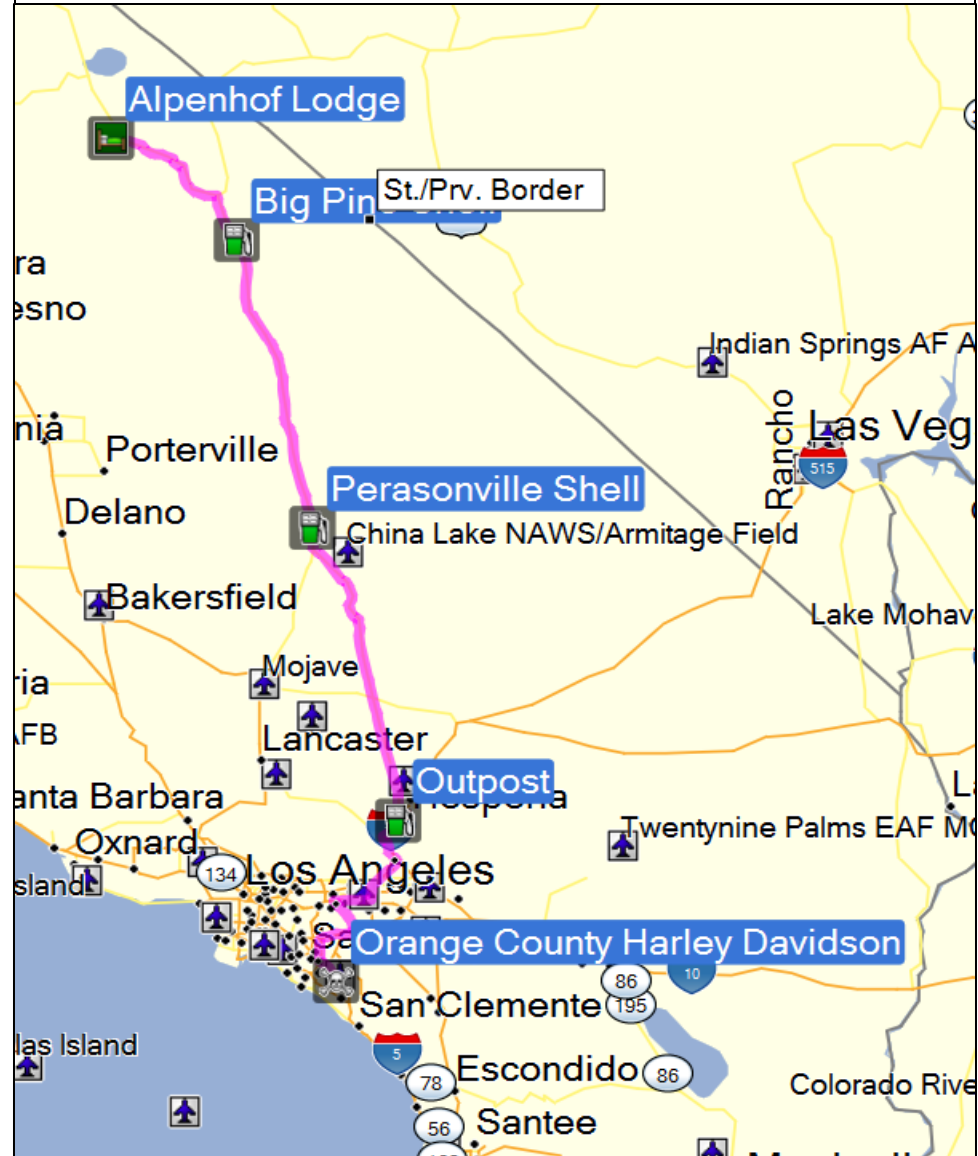 Alpenhof Lodge
St./Prv. Border
Big Pin
ra
esno
Indian Springs AF A
Rancho
Las Veg
515
nia
Porterville
Perasonville Shell
Delano
China Lake NAWS/Armitage Field
Bakersfield
Lake Mohav
Mojave
ria
AFB
Lancaster
Outpost
anta Barbara
Twentynine Palms EAF MC
Oxnard
134
Los Angeles
sland
Sa
Orange County Harley Davidson
86
10
195
San Clemente
las Island
5
78
Escondido
86
Colorado Rive
56
Santee